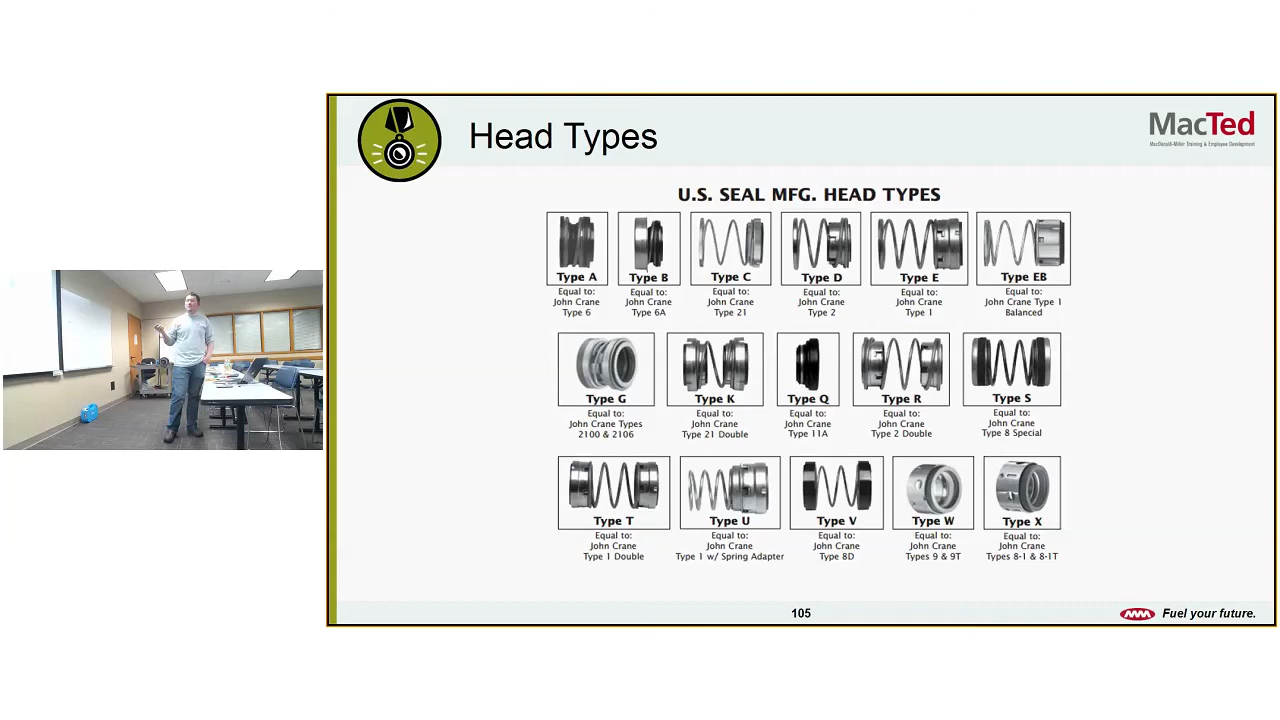 Head Types
MacTed
MacDonald-Miller Training & Employee Development
U.S. SEAL MFG. HEAD TYPES
Type A
Equal to:
John Crane
Type 6
Type B
Equal to:
John Crane
Type 6A
Type C
Equal to:
John Crane
Type 21
Type D
Equal to:
John Crane
Type 2
Type E
Equal to:
John Crane
Type 1
Type EB
Equal to:
John Crane Type 1
Balanced
Type G
Equal to:
John Crane Types
2100 & 2106
Type K
Equal to:
John Crane
Type 21 Double
Type Q
Equal to:
John Crane
Type 11A
Type R
Equal to:
John Crane
Type 2 Double
Type S
Equal to:
John Crane
Type 8 Special
Type T
Equal to:
John Crane
Type 1 Double
Type U
Equal to:
John Crane
Type 1 w/ Spring Adapter
Type V
Equal to:
John Crane
Type 8D
Type W
Equal to:
John Crane
Types 9 & 9T
Type X
Equal to:
John Crane
Types 8-1 & 8-1T
105
Fuel your future.